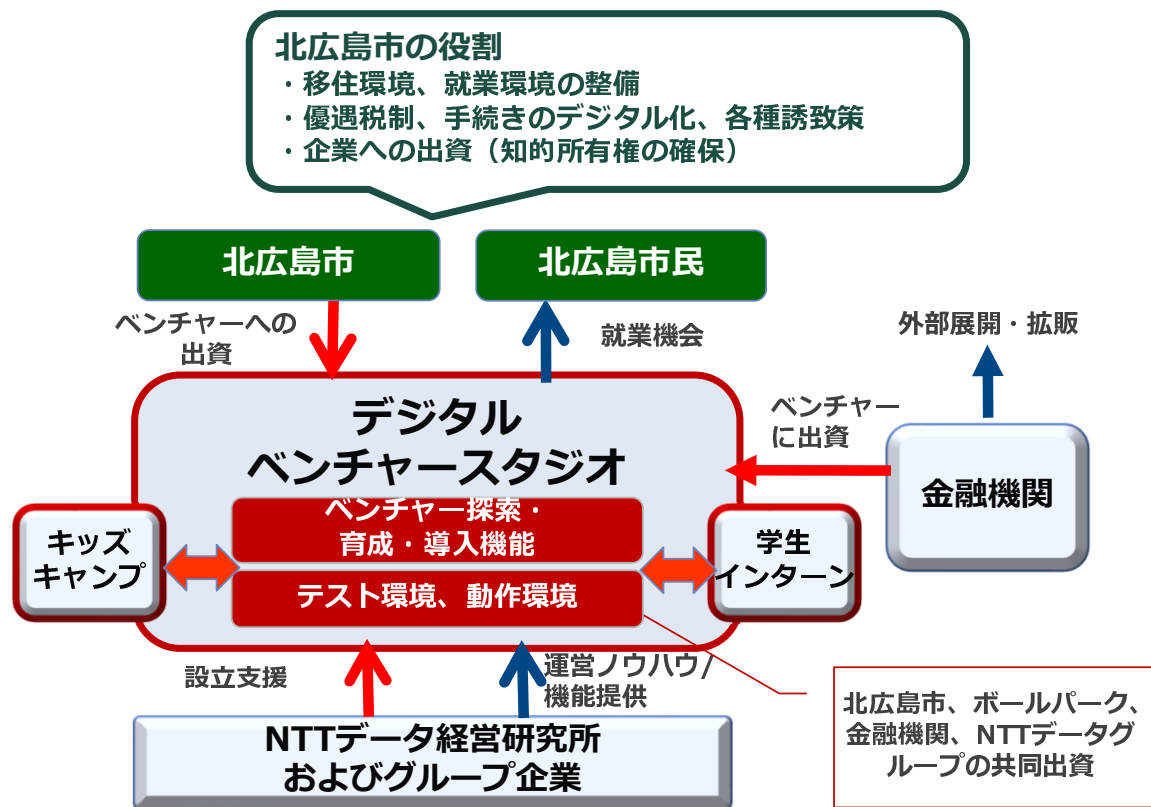 北広島市の役割
・移住環境、就業環境の整備
・優遇税制、手続きのデジタル化、各種誘致策
・企業への出資（知的所有権の確保）
北広島市
北広島市民
ベンチャーへの
出資
就業機会
外部展開・拡販
デジタル
ベンチャースタジオ
ベンチャー
に出資
金融機関
ベンチャー探索・
育成・導入機能
テスト環境、動作環境
キッズ
キャンプ
学生
インターン
設立支援
運営ノウハウ/
機能提供
NTTデータ経営研究所
およびグループ企業
北広島市、ボールパーク、
金融機関、NTTデータグ
ループの共同出資